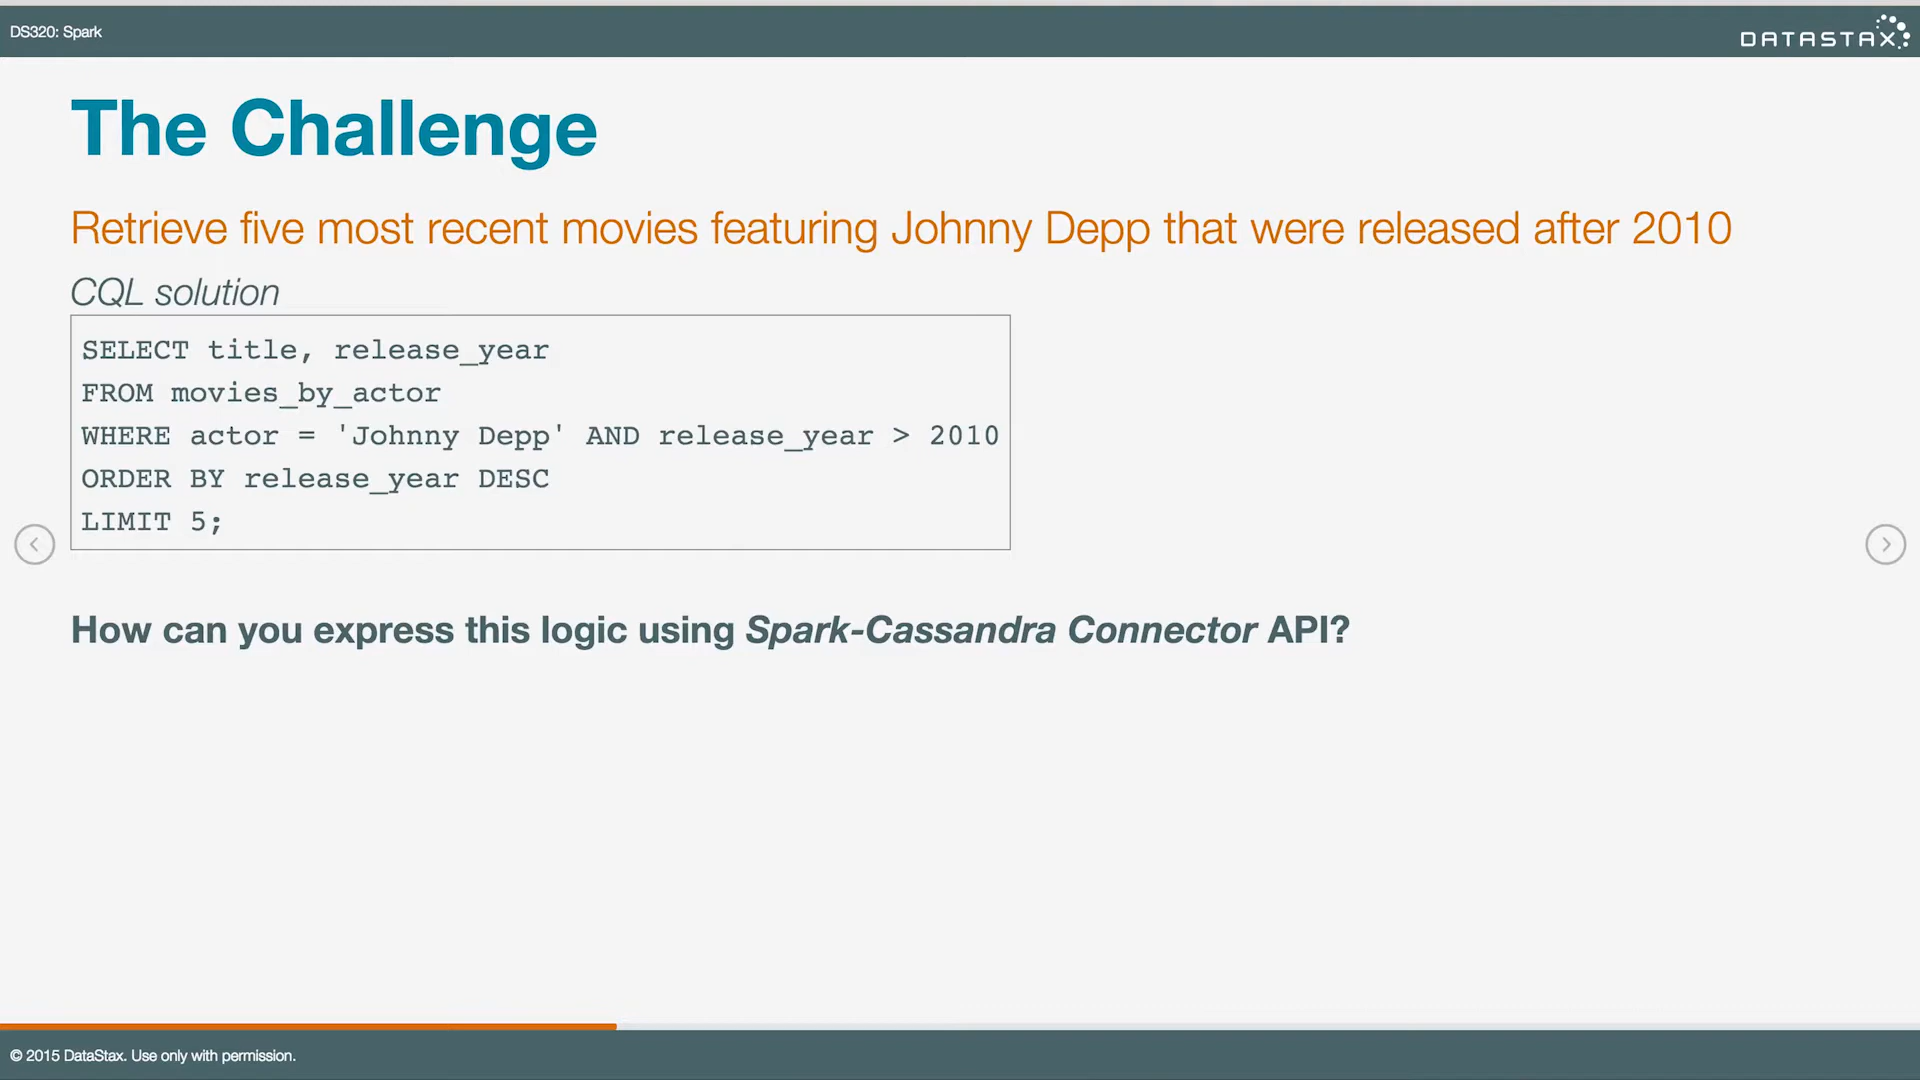 DS320: Spark
DATASTAX
The Challenge
Retrieve five most recent movies featuring Johnny Depp that were released after 2010
CQL solution
SELECT title, release_year
FROM movies_by_actor
WHERE actor = 'Johnny Depp' AND release_year > 2010
ORDER BY release_year DESC
LIMIT 5;
How can you express this logic using Spark-Cassandra Connector API?
© 2015 DataStax. Use only with permission.